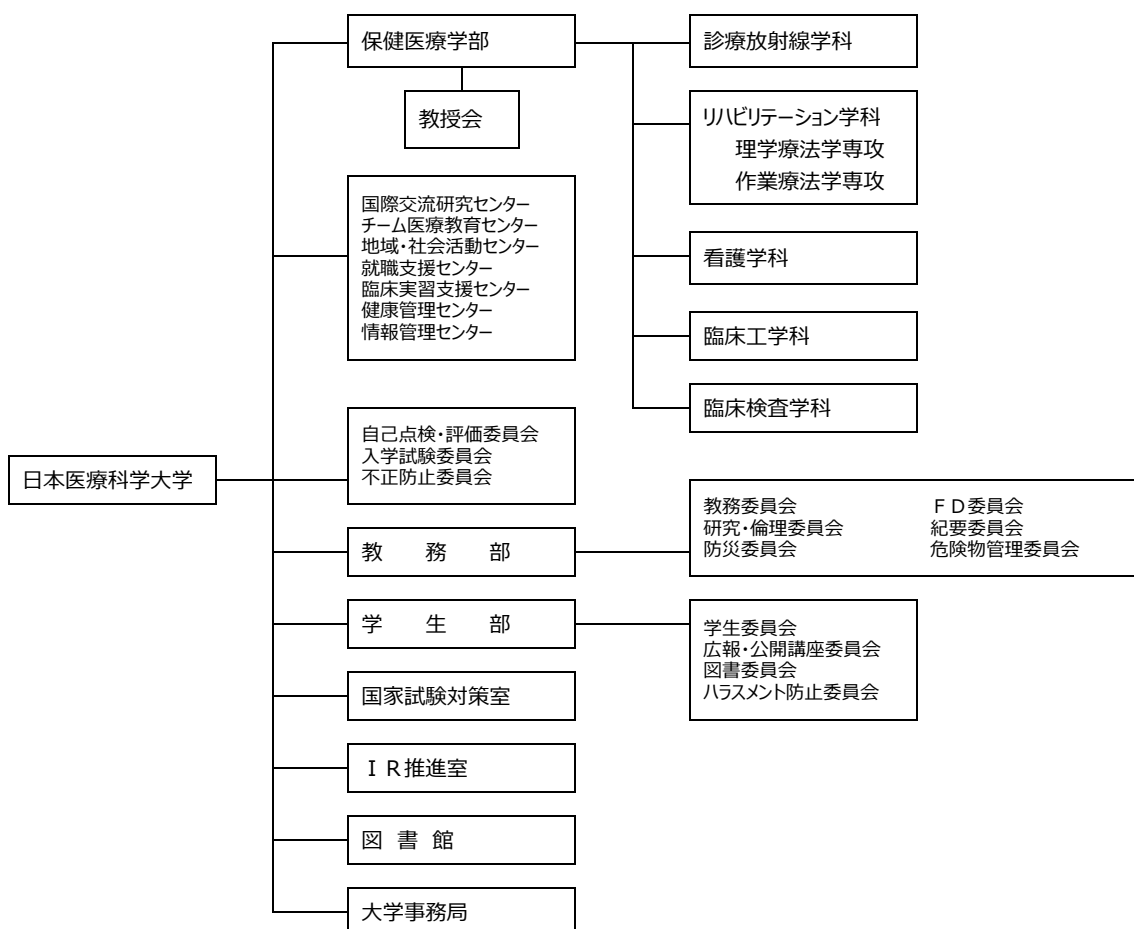 保健医療学部
診療放射線学科
教授会
リハビリテーション学科
理学療法学専攻
作業療法学専攻
国際交流研究センター
チーム医療教育センター
地域・社会活動センター
就職支援センター
臨床実習支援センター
健康管理センター
情報管理センター
看護学科
臨床工学科
臨床検査学科
自己点検・評価委員会
入学試験委員会
不正防止委員会
日本医療科学大学
教務委員会　ＦＤ委員会
研究・倫理委員会　紀要委員会
防災委員会　危険物管理委員会
教　務　部
学　生　部
学生委員会
広報・公開講座委員会
図書委員会
ハラスメント防止委員会
国家試験対策室
ＩＲ推進室
図 書 館
大学事務局